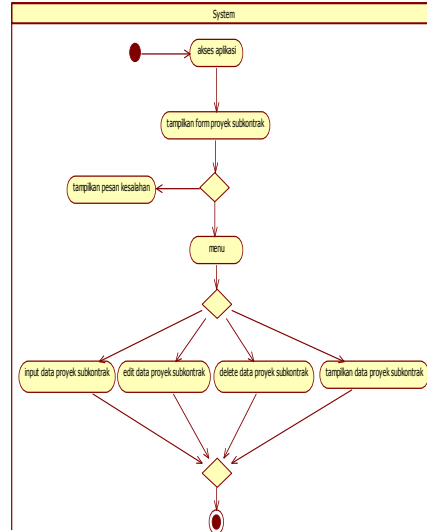 System
akses aplikasi
tampilkan form proyek subkontrak
tampilkan pesan kesalahan
menu
input data proyek subkontrak
edit data proyek subkontrak
delete data proyek subkontrak
tampilkan data proyek subkontrak